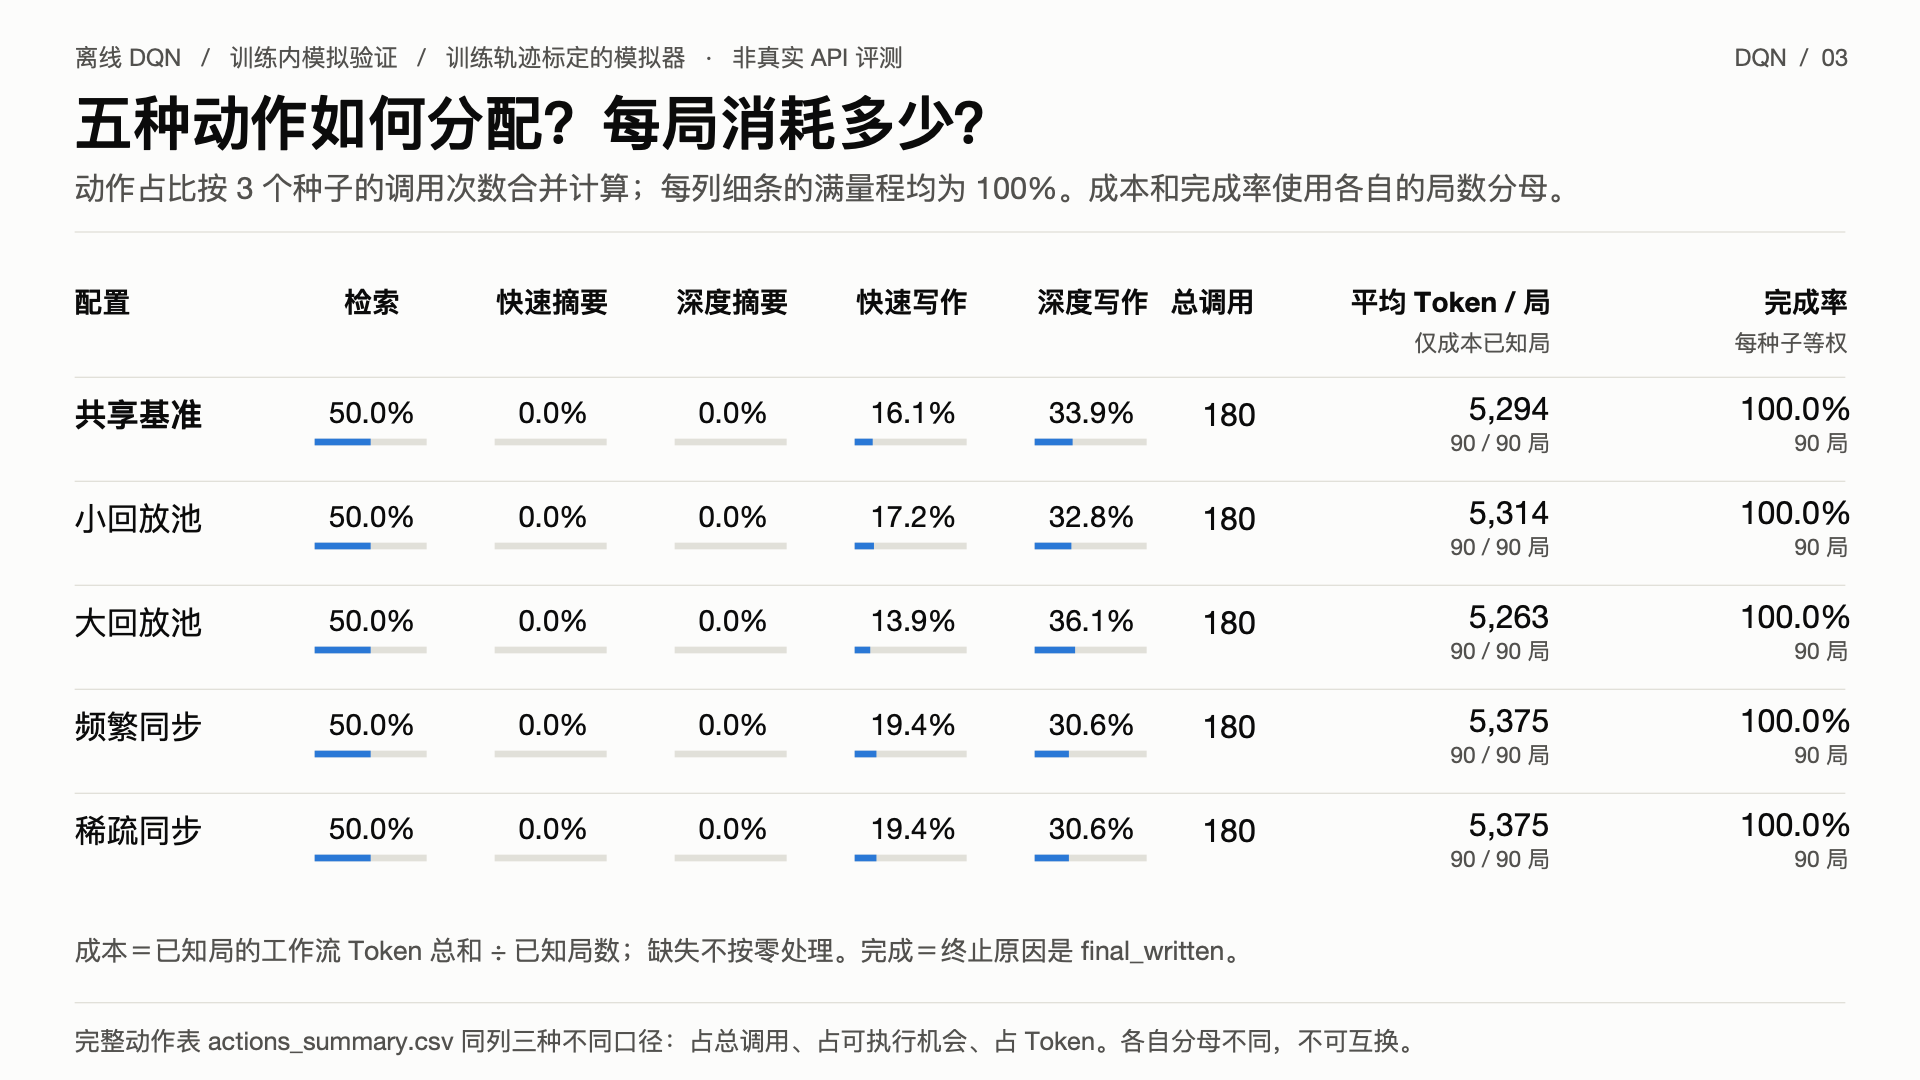 离线 DQN / 训练内模拟验证 / 训练轨迹标定的模拟器 · 非真实 API 评测
DQN / 03
五种动作如何分配？每局消耗多少？
动作占比按 3 个种子的调用次数合并计算；每列细条的满量程均为 100%。成本和完成率使用各自的局数分母。
配置 检索 快速摘要 深度摘要 快速写作 深度写作 总调用 平均 Token / 局 完成率
仅成本已知局 每种子等权
共享基准 50.0% 0.0% 0.0% 16.1% 33.9% 180 5,294 100.0%
90 / 90 局 90 局
小回放池 50.0% 0.0% 0.0% 17.2% 32.8% 180 5,314 100.0%
90 / 90 局 90 局
大回放池 50.0% 0.0% 0.0% 13.9% 36.1% 180 5,263 100.0%
90 / 90 局 90 局
频繁同步 50.0% 0.0% 0.0% 19.4% 30.6% 180 5,375 100.0%
90 / 90 局 90 局
稀疏同步 50.0% 0.0% 0.0% 19.4% 30.6% 180 5,375 100.0%
90 / 90 局 90 局
成本＝已知局的工作流 Token 总和 ÷ 已知局数；缺失不按零处理。完成＝终止原因是 final_written。
完整动作表 actions_summary.csv 同列三种不同口径：占总调用、占可执行机会、占 Token。各自分母不同，不可互换。